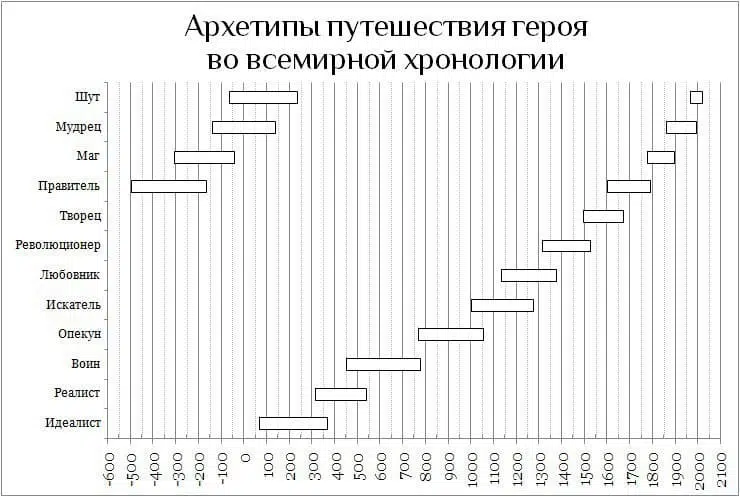 Архетипы путешествия героя
во всемирной хронологии
Шут
Мудрец
Маг
Правитель
Творец
Революционер
Любовник
Искатель
Опекун
Воин
Реалист
Идеалист
-600 -500 -400 -300 -200 -100 0 100 200 300 400 500 600 700 800 900 1000 1100 1200 1300 1400 1500 1600 1700 1800 1900 2000 2100